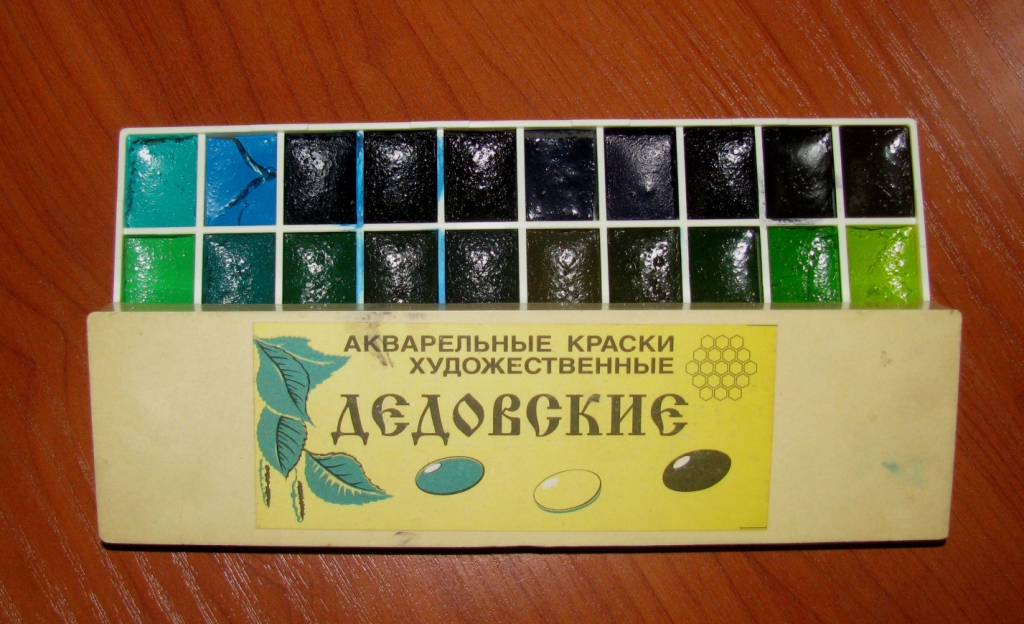 АКВАРЕЛЬНЫЕ КРАСКИ
ХУДОЖЕСТВЕННЫЕ
ДЕДОВСКИЕ